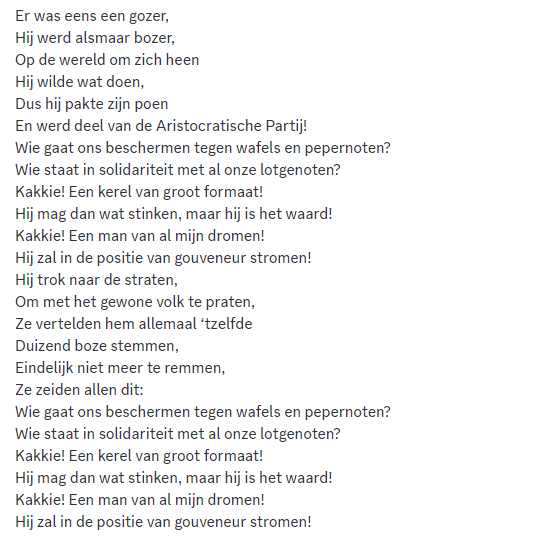 Er was eens een gozer,
Hij werd alsmaar bozer,
Op de wereld om zich heen
Hij wilde wat doen,
Dus hij pakte zijn poen
En werd deel van de Aristocratische Partij!
Wie gaat ons beschermen tegen wafels en pepernoten?
Wie staat in solidariteit met al onze lotgenoten?
Kakkie! Een kerel van groot formaat!
Hij mag dan wat stinken, maar hij is het waard!
Kakkie! Een man van al mijn dromen!
Hij zal in de positie van gouveneur stromen!
Hij trok naar de straten,
Om met het gewone volk te praten,
Ze vertelden hem allemaal ‘tzelfde
Duizend boze stemmen,
Eindelijk niet meer te remmen,
Ze zeiden allen dit:
Wie gaat ons beschermen tegen wafels en pepernoten?
Wie staat in solidariteit met al onze lotgenoten?
Kakkie! Een kerel van groot formaat!
Hij mag dan wat stinken, maar hij is het waard!
Kakkie! Een man van al mijn dromen!
Hij zal in de positie van gouveneur stromen!